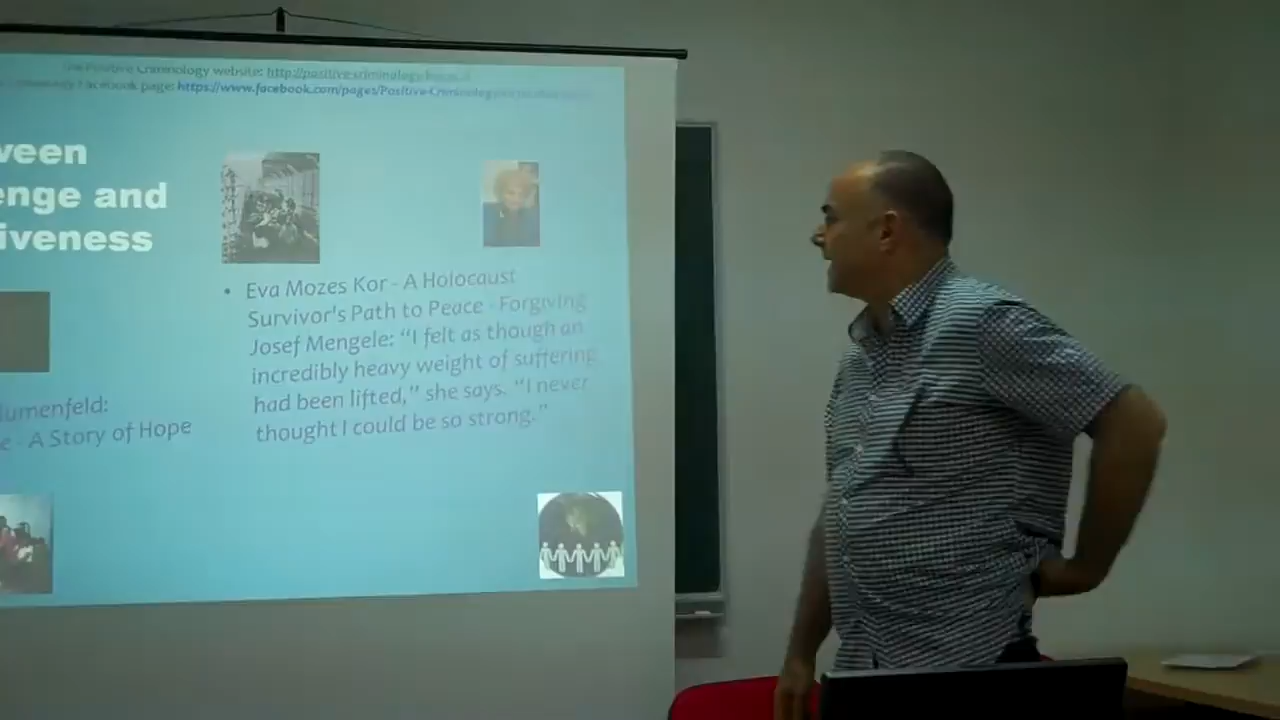 Positive Criminology website: http://positivecriminology.
Facebook page: https://www.facebook.com/pages/Positive-Criminology
ween
enge and
iveness
• Eva Mozes Kor - A Holocaust
Survivor's Path to Peace - Forgiving
Josef Mengele: “I felt as though an
incredibly heavy weight of suffering
had been lifted,” she says. “I never
thought I could be so strong.”
lumenfeld:
e - A Story of Hope